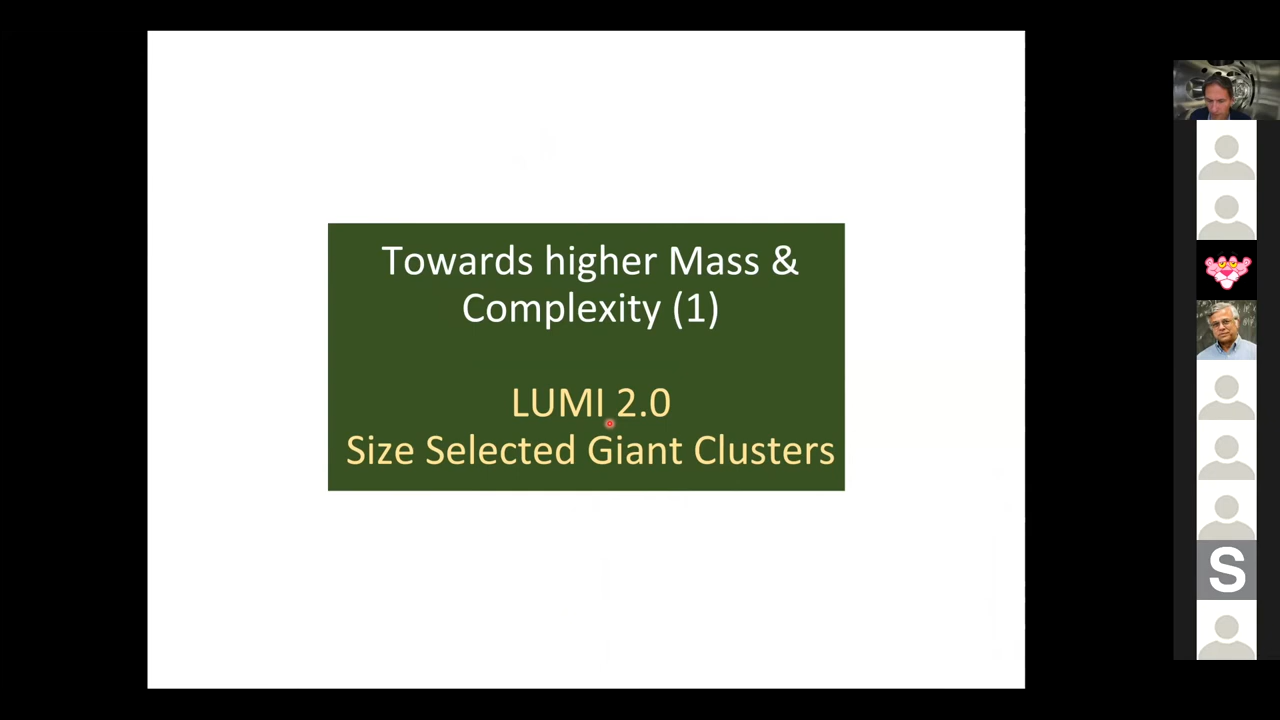 Towards higher Mass &
Complexity (1)
LUMI 2.0
Size Selected Giant Clusters
S